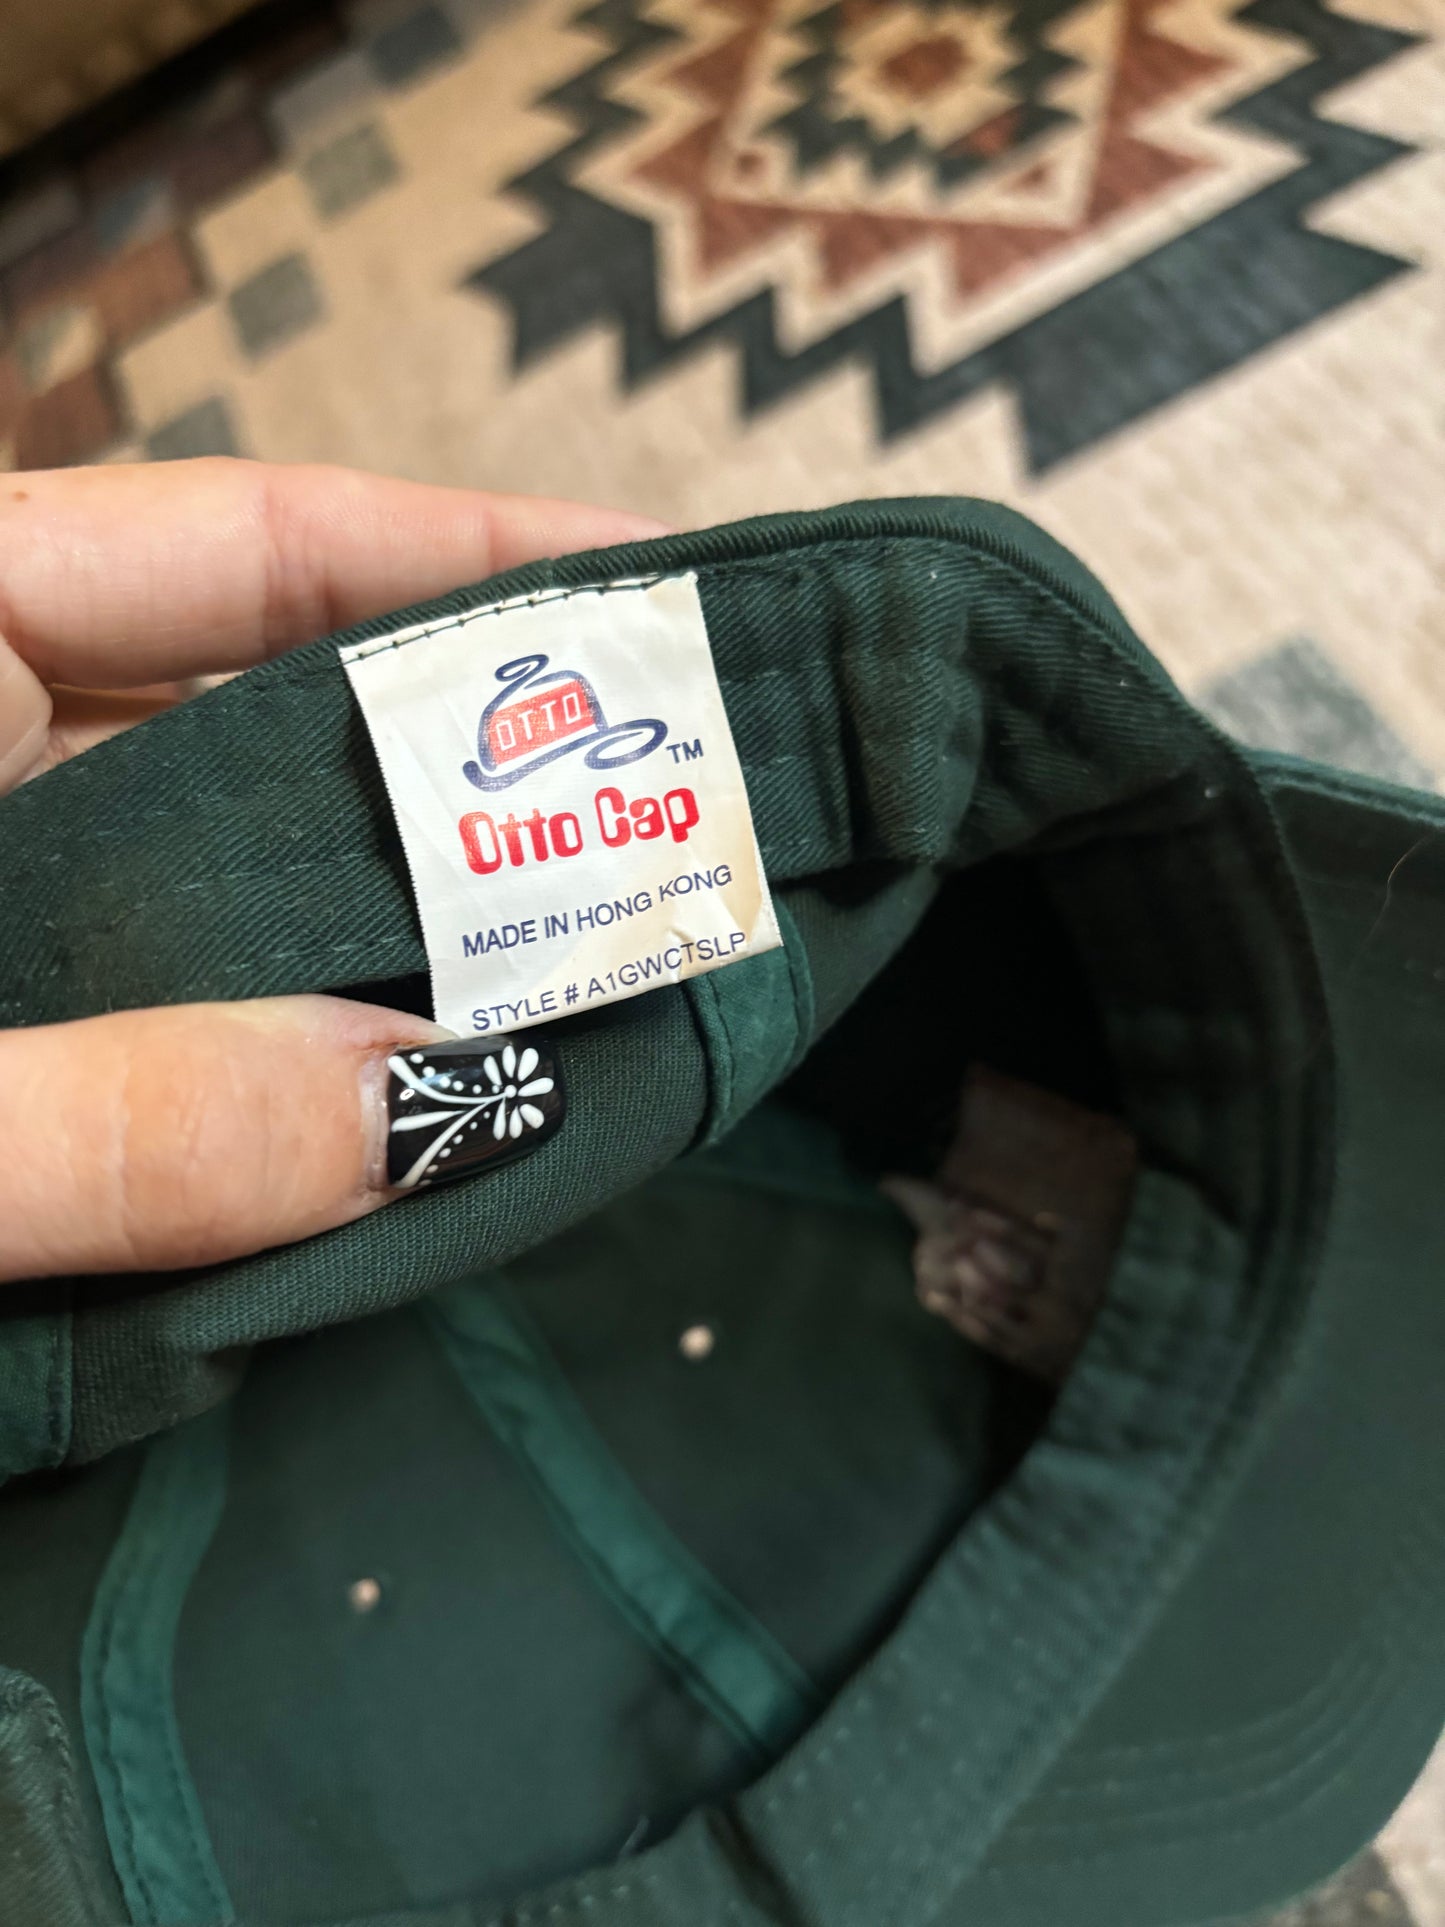 OTTO
TM
Otto Cap
MADE IN HONG KONG
STYLE # A1GWCTSLP